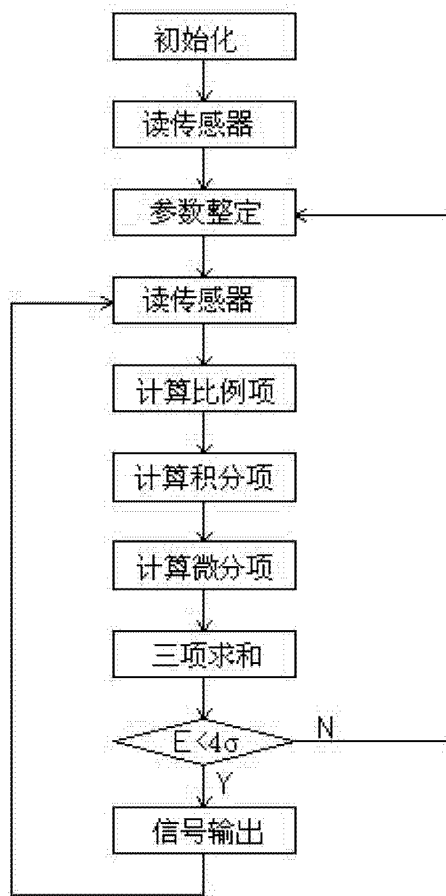 初始化
读传感器
参数整定
读传感器
计算比例项
计算积分项
计算微分项
三项求和
E<4σ
N
Y
信号输出